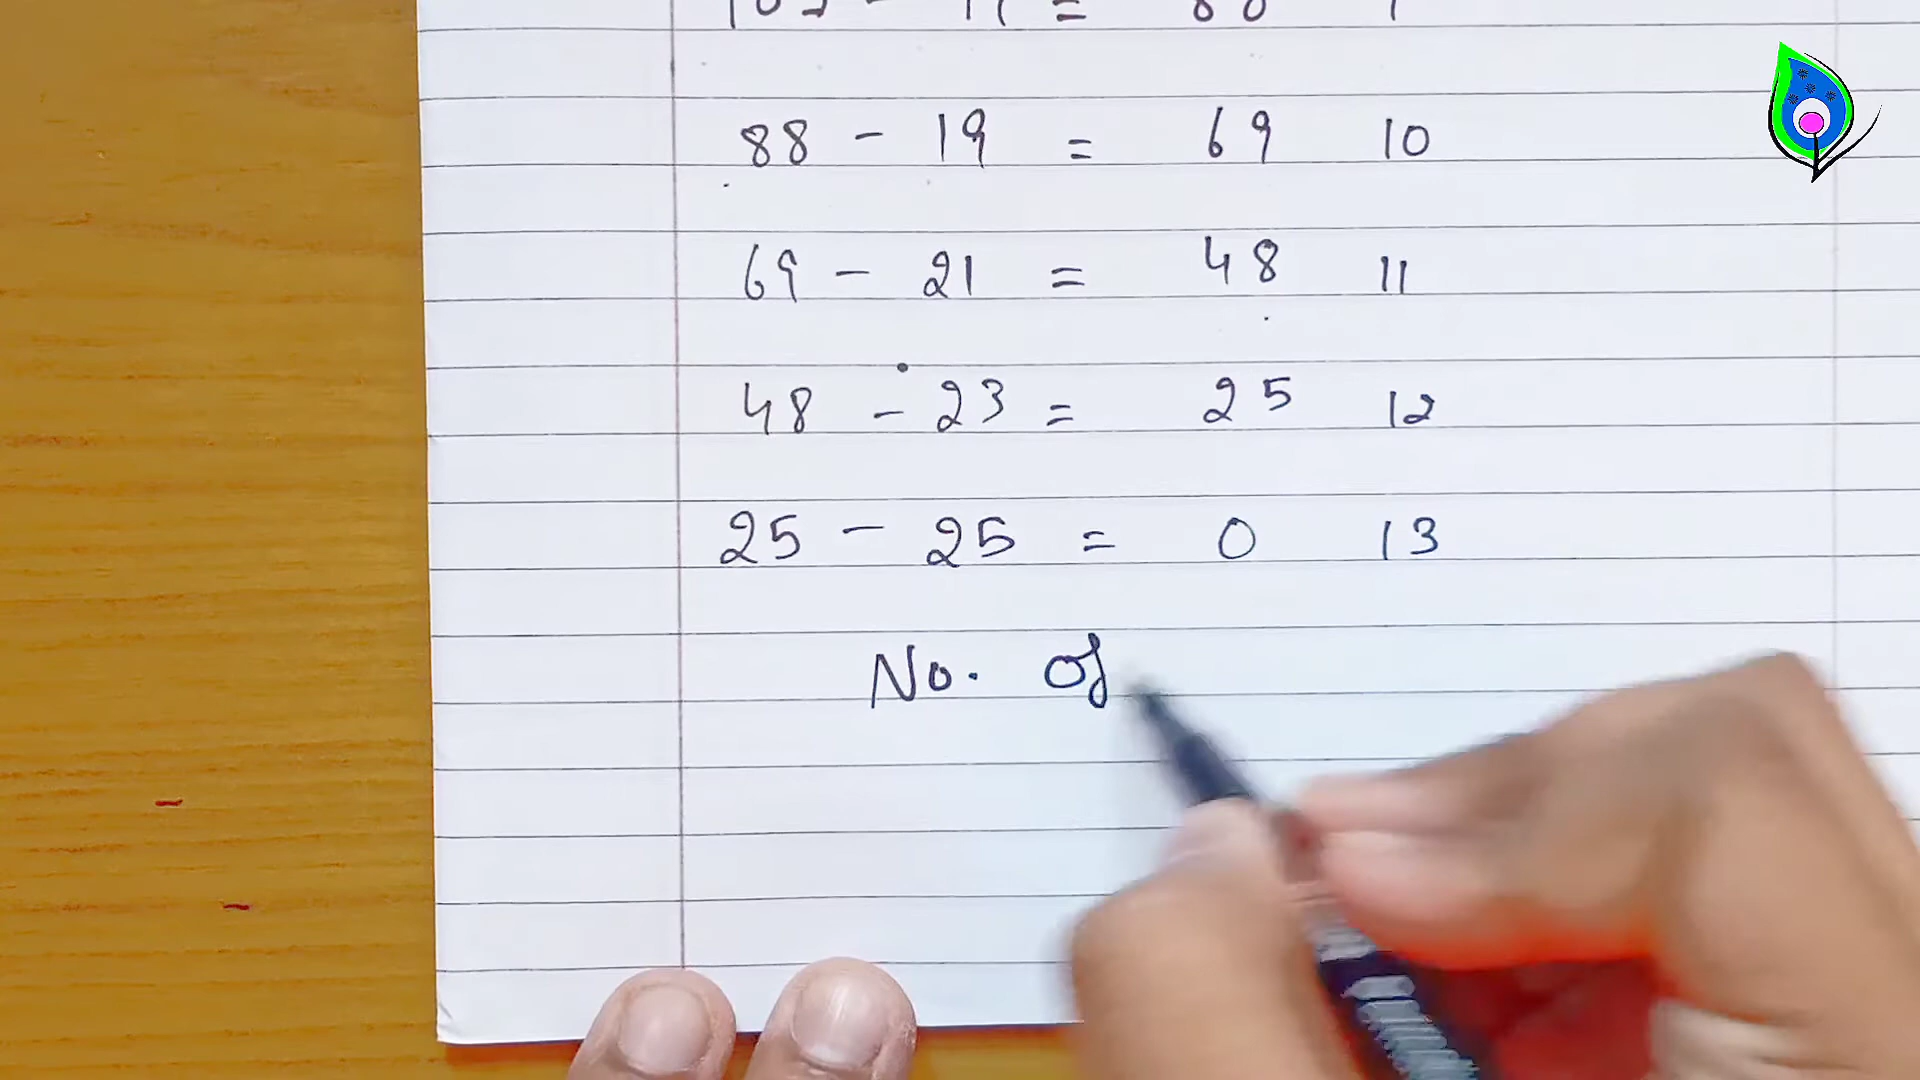 88 - 19 = 69 10
69 - 21 = 48 11
48 - 23 = 25 12
25 - 25 = 0 13
No. Of